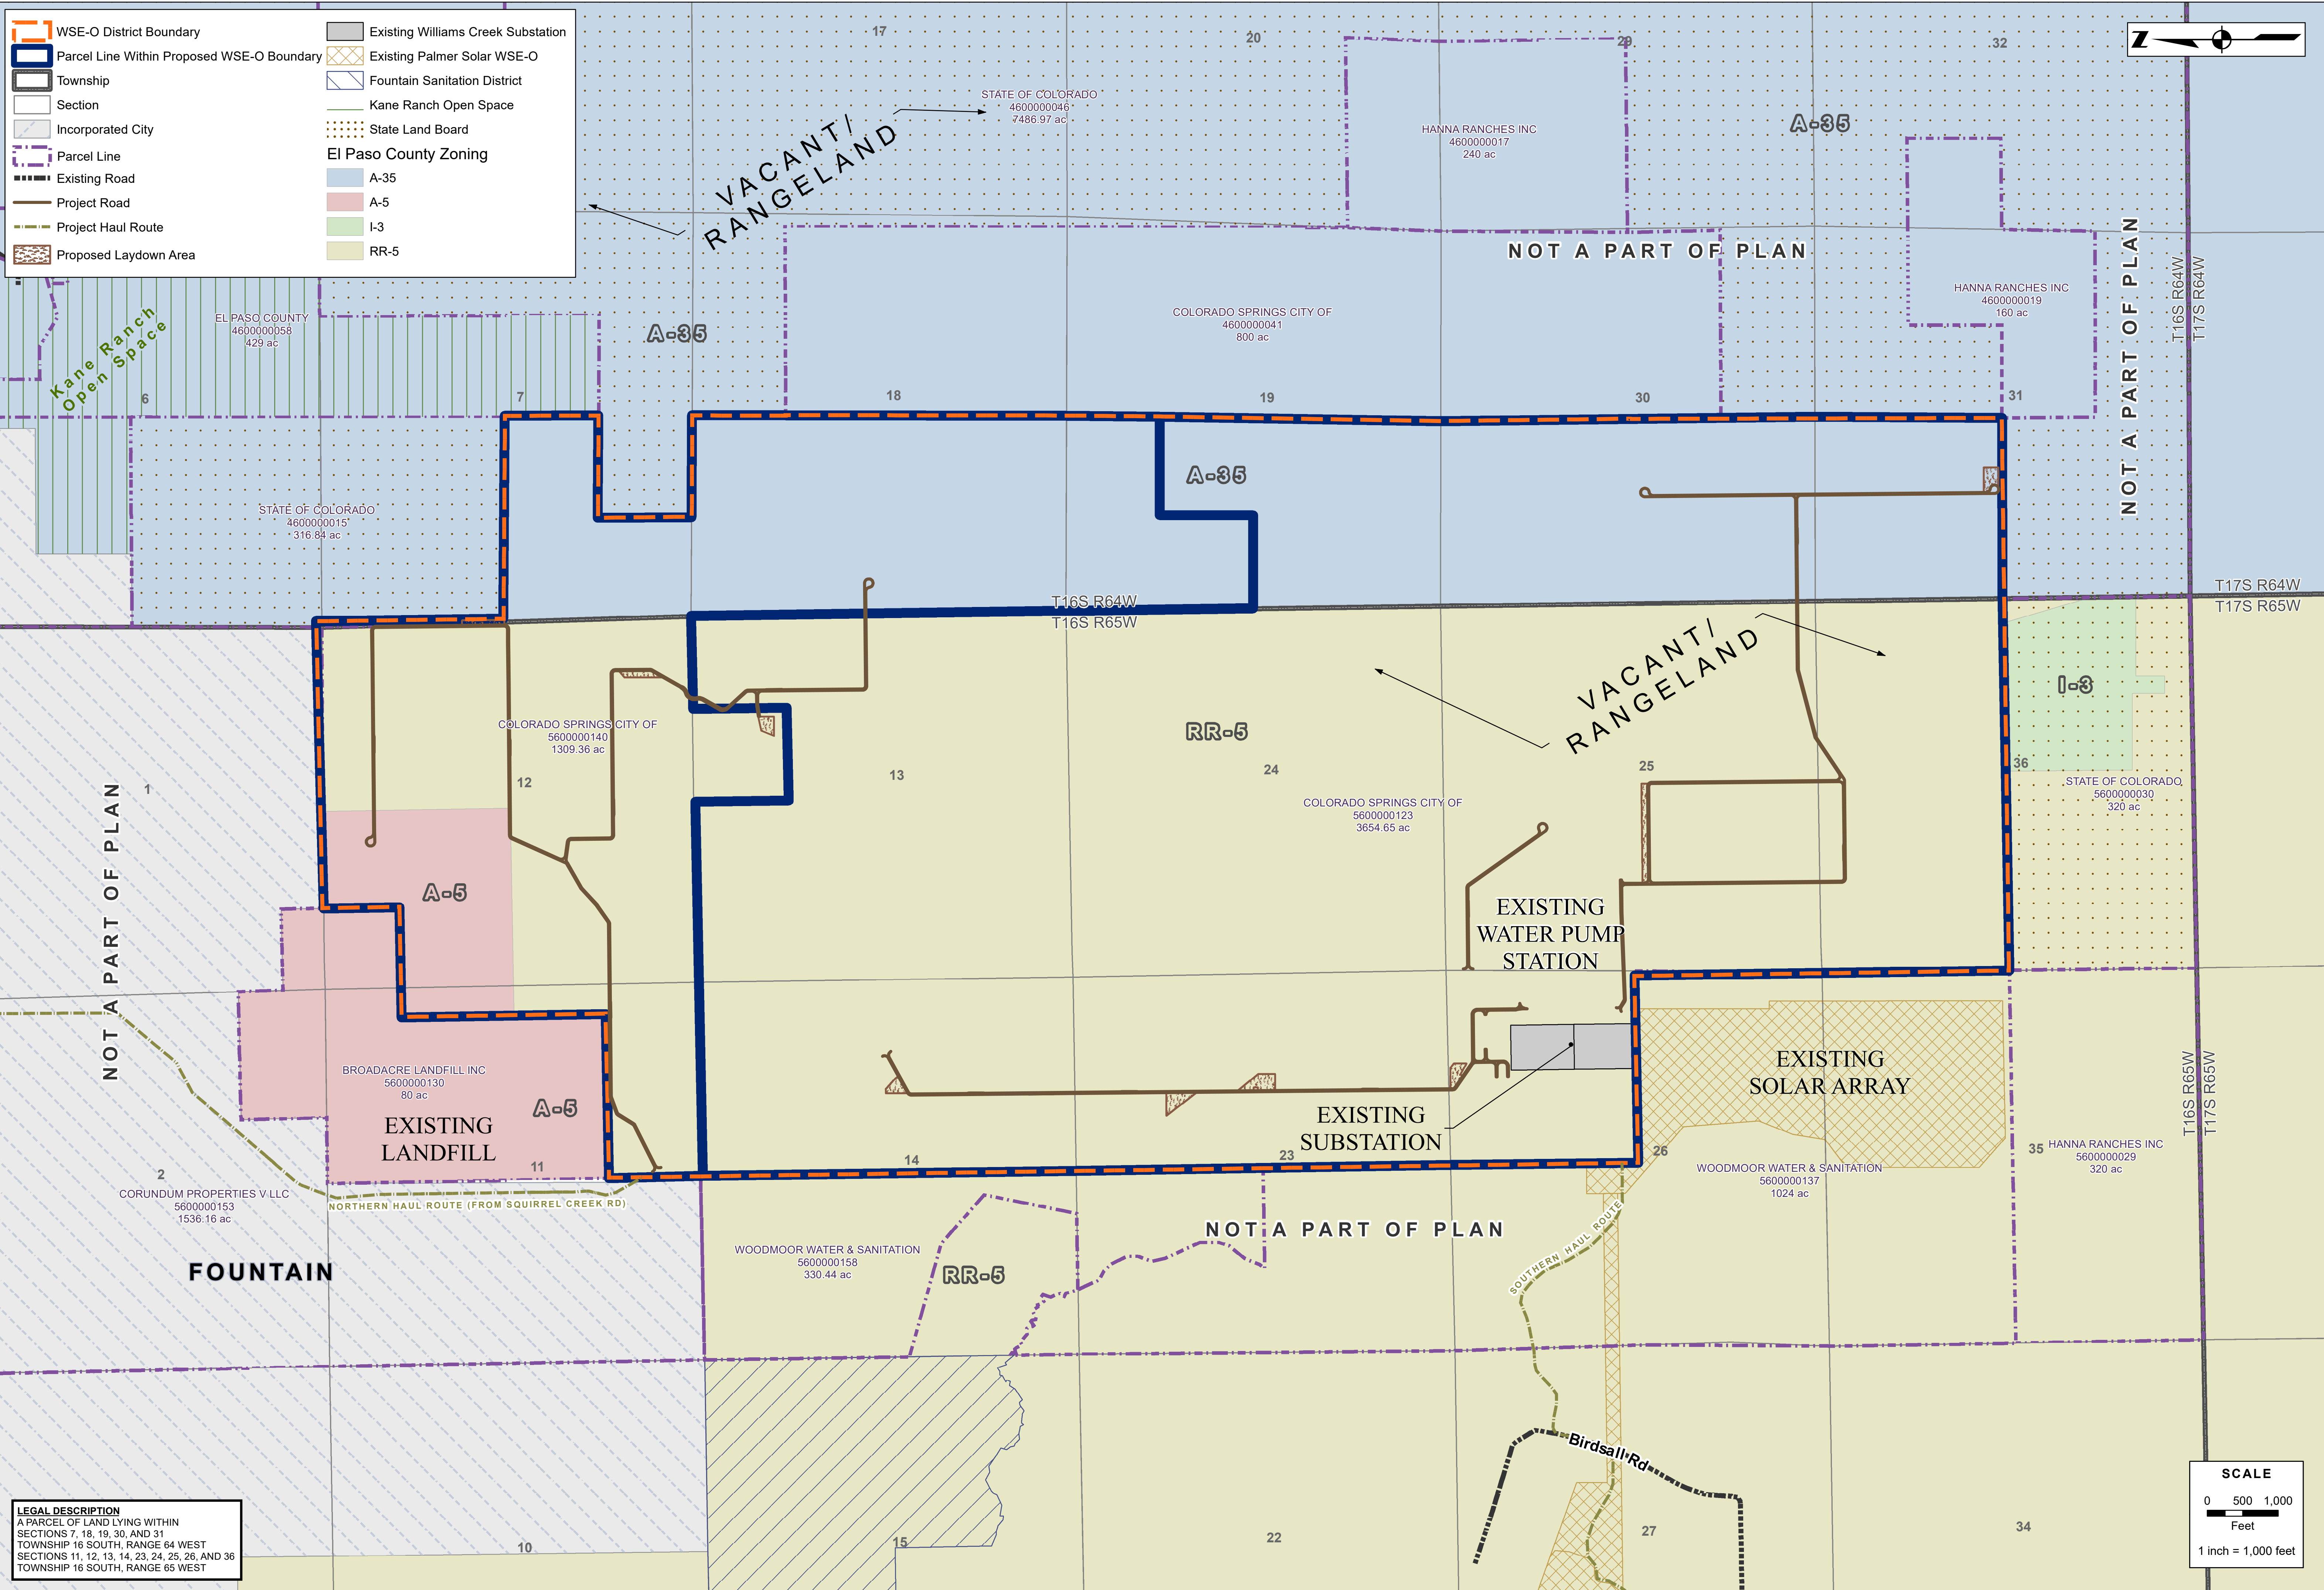 WSE-O District Boundary
Parcel Line Within Proposed WSE-O Boundary
Township
Section
Incorporated City
Parcel Line
Existing Road
Project Road
Project Haul Route
Proposed Laydown Area
Existing Williams Creek Substation
Existing Palmer Solar WSE-O
Fountain Sanitation District
Kane Ranch Open Space
State Land Board
El Paso County Zoning
A-35
A-5
I-3
RR-5
17
20
29
32
Z
STATE OF COLORADO
4600000046
7486.97 ac
VACANT/
RANGELAND
HANNA RANCHES INC
4600000017
240 ac
A-35
NOT A PART OF PLAN
NOT A PART OF PLAN
T16S R64W
T17S R64W
HANNA RANCHES INC
4600000019
160 ac
EL PASO COUNTY
4600000058
429 ac
Kane Ranch
Open Space
A-35
COLORADO SPRINGS CITY OF
4600000041
800 ac
6
7
18
19
30
31
A-35
STATE OF COLORADO
4600000015
316.84 ac
T16S R64W
T16S R65W
T17S R64W
T17S R65W
VACANT/
RANGELAND
I-3
COLORADO SPRINGS CITY OF
5600000140
1309.36 ac
RR-5
1
12
13
24
25
36
STATE OF COLORADO
5600000030
320 ac
COLORADO SPRINGS CITY OF
5600000123
3654.65 ac
NOT A PART OF PLAN
A-5
EXISTING
WATER PUMP
STATION
BROADACRE LANDFILL INC
5600000130
80 ac
A-5
EXISTING
LANDFILL
EXISTING
SOLAR ARRAY
EXISTING
SUBSTATION
T16S R65W
T17S R65W
2
11
14
23
26
35
HANNA RANCHES INC
5600000029
320 ac
WOODMOOR WATER & SANITATION
5600000137
1024 ac
CORUNDUM PROPERTIES V LLC
5600000153
1536.16 ac
NORTHERN HAUL ROUTE (FROM SQUIRREL CREEK RD)
NOT A PART OF PLAN
SOUTHERN HAUL ROUTE
WOODMOOR WATER & SANITATION
5600000158
330.44 ac
RR-5
FOUNTAIN
Birdsall Rd
10
15
22
27
34
LEGAL DESCRIPTION
A PARCEL OF LAND LYING WITHIN
SECTIONS 7, 18, 19, 30, AND 31
TOWNSHIP 16 SOUTH, RANGE 64 WEST
SECTIONS 11, 12, 13, 14, 23, 24, 25, 26, AND 36
TOWNSHIP 16 SOUTH, RANGE 65 WEST
SCALE
0 500 1,000
Feet
1 inch = 1,000 feet